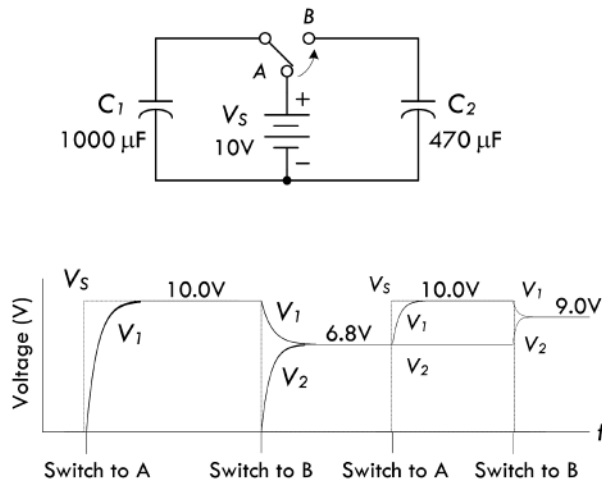 B
A
C1
1000 μF
VS
10V
+
−
C2
470 μF
Voltage (V)
VS
10.0V
V1
V1
6.8V
V2
VS
10.0V
V1
V2
V1
9.0V
V2
t
Switch to A
Switch to B
Switch to A
Switch to B